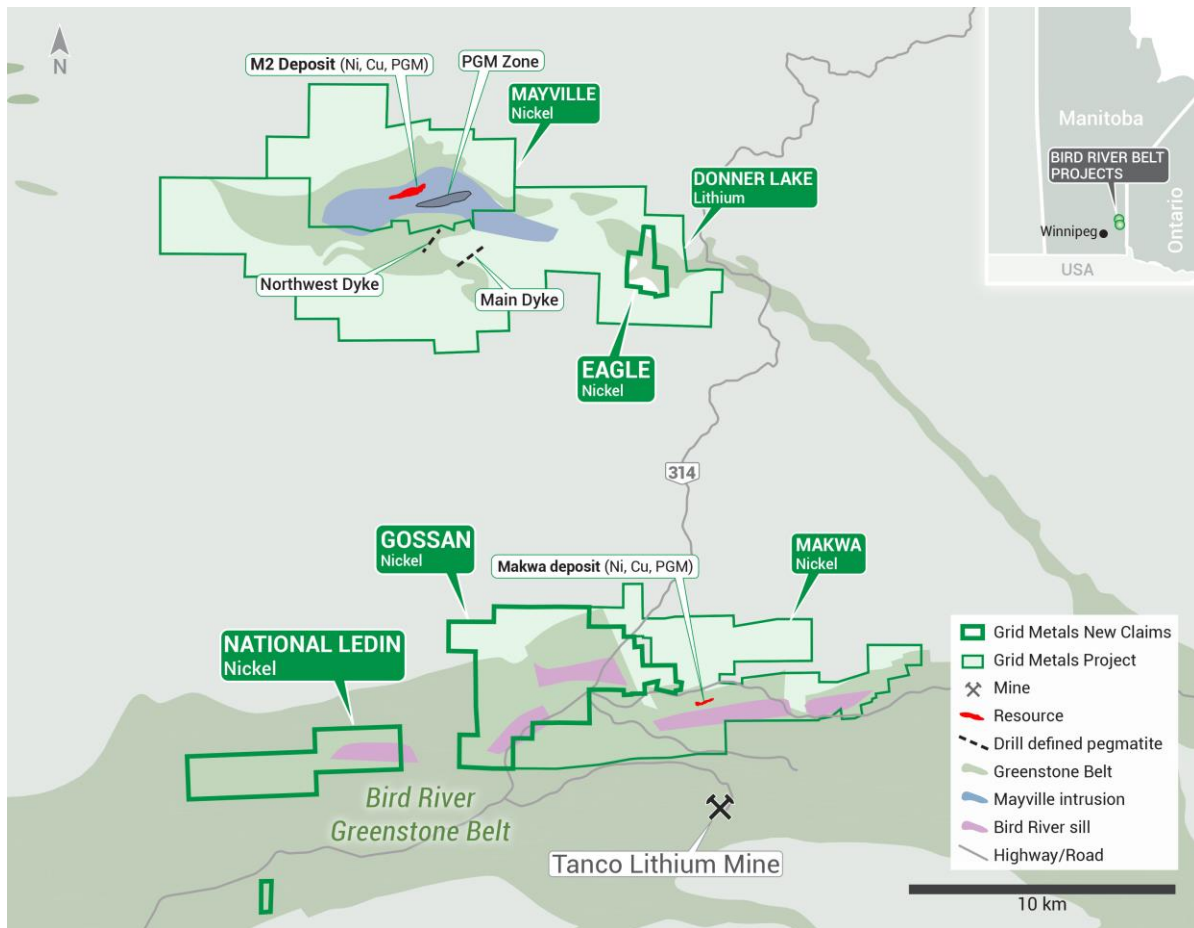 N
M2 Deposit (Ni, Cu, PGM)
PGM Zone
MAYVILLE
Nickel
DONNER LAKE
Lithium
Northwest Dyke
Main Dyke
EAGLE
Nickel
Manitoba
BIRD RIVER BELT
PROJECTS
Winnipeg
Ontario
USA
314
GOSSAN
Nickel
Makwa deposit (Ni, Cu, PGM)
MAKWA
Nickel
NATIONAL LEDIN
Nickel
Bird River
Greenstone Belt
Tanco Lithium Mine
Grid Metals New Claims
Grid Metals Project
Mine
Resource
Drill defined pegmatite
Greenstone Belt
Mayville intrusion
Bird River sill
Highway/Road
10 km